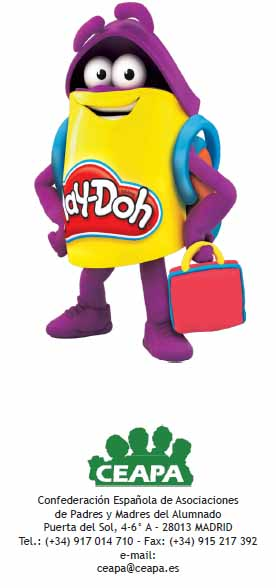 lay-Doh
CEAPA
Confederación Española de Asociaciones
de Padres y Madres del Alumnado
Puerta del Sol, 4-6° A - 28013 MADRID
Tel.: (+34) 917 014 710 - Fax: (+34) 915 217 392
e-mail:
ceapa@ceapa.es